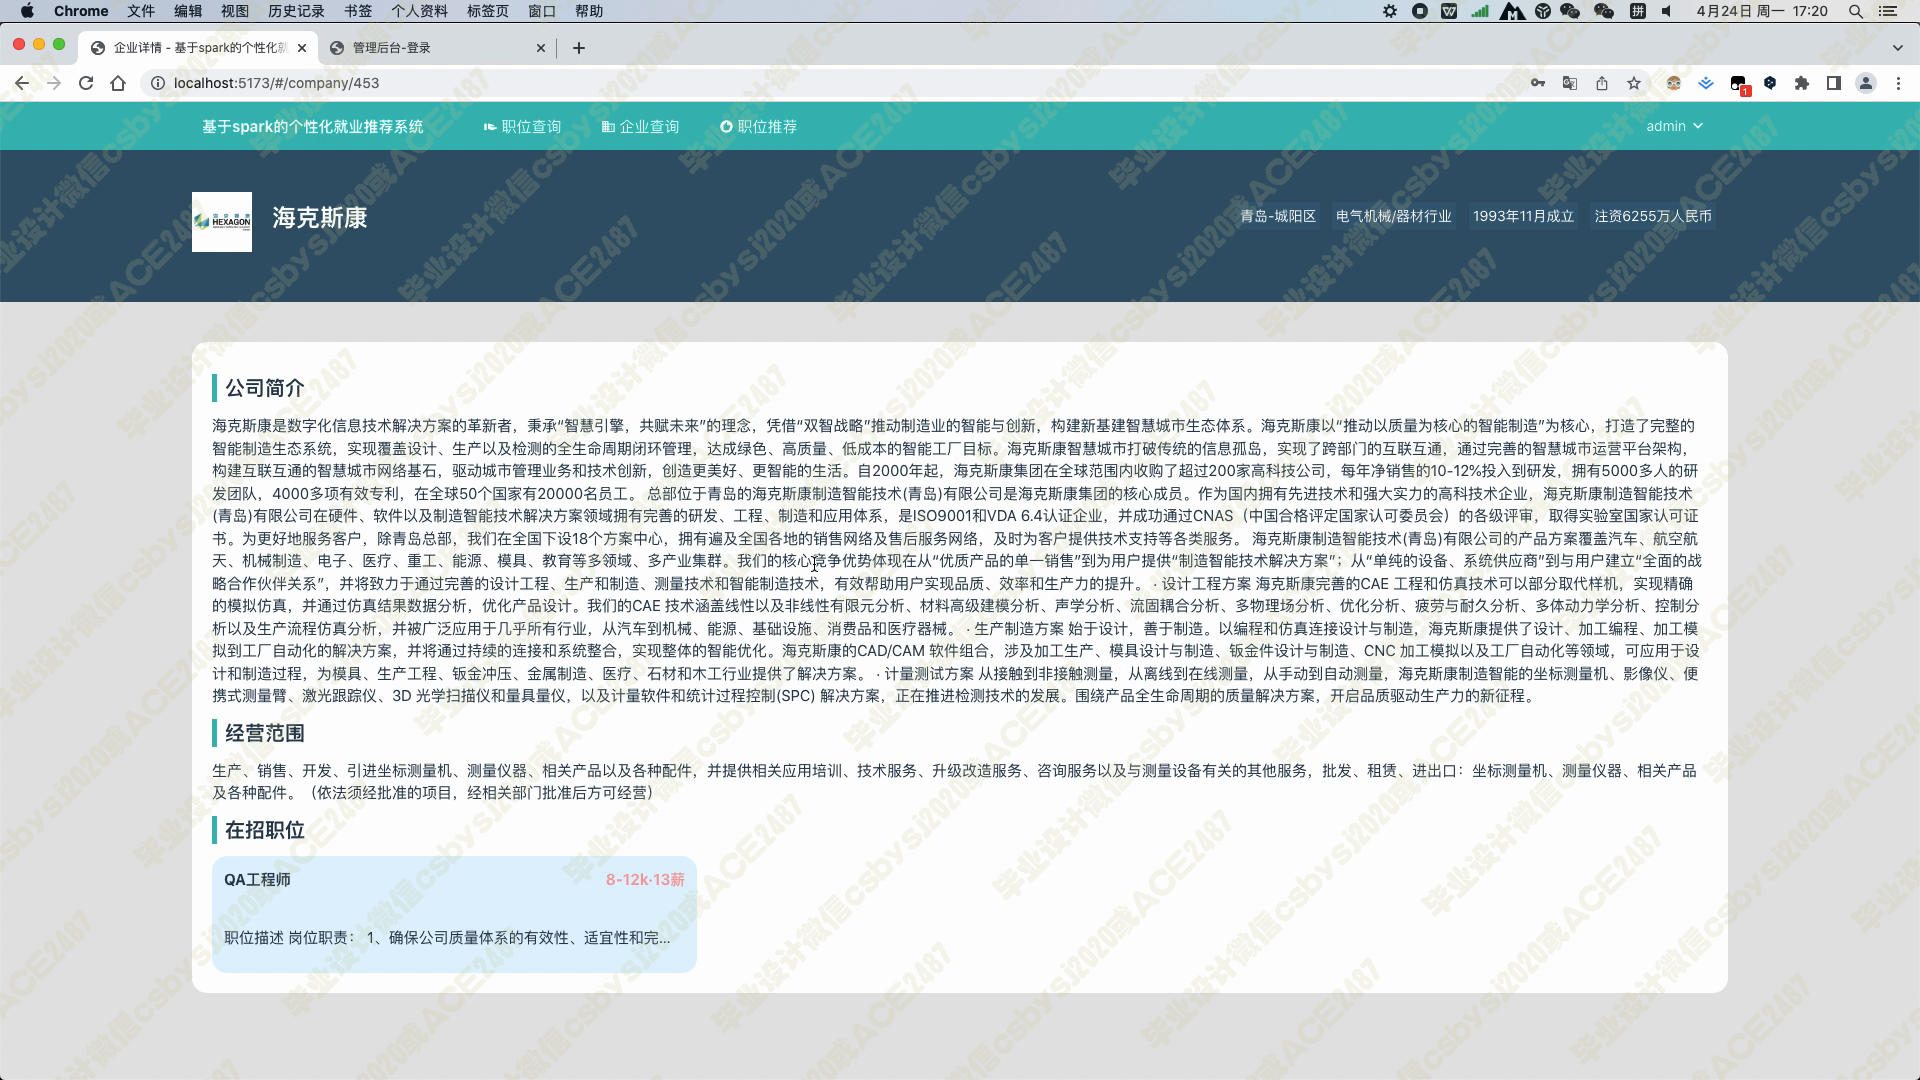 Chrome 文件 编辑 视图 历史记录 书签 个人资料 标签页 窗口 帮助 4月24日 周一 17:20
企业详情 - 基于spark的个性化就 管理后台-登录
localhost:5173/#/company/453
基于spark的个性化就业推荐系统 职位查询 企业查询 职位推荐 admin
HEXAGON
海克斯康 青岛-城阳区 电气机械/器材行业 1993年11月成立 注资6255万人民币
公司简介
海克斯康是数字化信息技术解决方案的革新者，秉承“智慧引擎，共赋未来”的理念，凭借“双智战略”推动制造业的智能与创新，构建新基建智慧城市生态体系。海克斯康以“推动以质量为核心的智能制造”为核心，打造了完整的
智能制造生态系统，实现覆盖设计、生产以及检测的全生命周期闭环管理，达成绿色、高质量、低成本的智能工厂目标。海克斯康智慧城市打破传统的信息孤岛，实现了跨部门的互联互通，通过完善的智慧城市运营平台架构，
构建互联互通的智慧城市网络基石，驱动城市管理业务和技术创新，创造更美好、更智能的生活。自2000年起，海克斯康集团在全球范围内收购了超过200家高科技公司，每年净销售的10-12%投入到研发，拥有5000多人的研
发团队，4000多项有效专利，在全球50个国家有20000名员工。 总部位于青岛的海克斯康制造智能技术(青岛)有限公司是海克斯康集团的核心成员。作为国内拥有先进技术和强大实力的高科技术企业，海克斯康制造智能技术
(青岛)有限公司在硬件、软件以及制造智能技术解决方案领域拥有完善的研发、工程、制造和应用体系，是ISO9001和VDA 6.4认证企业，并成功通过CNAS（中国合格评定国家认可委员会）的各级评审，取得实验室国家认可证
书。为更好地服务客户，除青岛总部，我们在全国下设18个方案中心，拥有遍及全国各地的销售网络及售后服务网络，及时为客户提供技术支持等各类服务。 海克斯康制造智能技术(青岛)有限公司的产品方案覆盖汽车、航空航
天、机械制造、电子、医疗、重工、能源、模具、教育等多领域、多产业集群。我们的核心竞争优势体现在从“优质产品的单一销售”到为用户提供“制造智能技术解决方案”；从“单纯的设备、系统供应商”到与用户建立“全面的战
略合作伙伴关系”，并将致力于通过完善的设计工程、生产和制造、测量技术和智能制造技术，有效帮助用户实现品质、效率和生产力的提升。 · 设计工程方案 海克斯康完善的CAE 工程和仿真技术可以部分取代样机，实现精确
的模拟仿真，并通过仿真结果数据分析，优化产品设计。我们的CAE 技术涵盖线性以及非线性有限元分析、材料高级建模分析、声学分析、流固耦合分析、多物理场分析、优化分析、疲劳与耐久分析、多体动力学分析、控制分
析以及生产流程仿真分析，并被广泛应用于几乎所有行业，从汽车到机械、能源、基础设施、消费品和医疗器械。 · 生产制造方案 始于设计，善于制造。以编程和仿真连接设计与制造，海克斯康提供了设计、加工编程、加工模
拟到工厂自动化的解决方案，并将通过持续的连接和系统整合，实现整体的智能优化。海克斯康的CAD/CAM 软件组合，涉及加工生产、模具设计与制造、钣金件设计与制造、CNC 加工模拟以及工厂自动化等领域，可应用于设
计和制造过程，为模具、生产工程、钣金冲压、金属制造、医疗、石材和木工行业提供了解决方案。 · 计量测试方案 从接触到非接触测量，从离线到在线测量，从手动到自动测量，海克斯康制造智能的坐标测量机、影像仪、便
携式测量臂、激光跟踪仪、3D 光学扫描仪和量具量仪，以及计量软件和统计过程控制(SPC) 解决方案，正在推进检测技术的发展。围绕产品全生命周期的质量解决方案，开启品质驱动生产力的新征程。
经营范围
生产、销售、开发、引进坐标测量机、测量仪器、相关产品以及各种配件，并提供相关应用培训、技术服务、升级改造服务、咨询服务以及与测量设备有关的其他服务，批发、租赁、进出口：坐标测量机、测量仪器、相关产品
及各种配件。（依法须经批准的项目，经相关部门批准后方可经营）
在招职位
QA工程师 8-12k·13薪
职位描述 岗位职责： 1、确保公司质量体系的有效性、适宜性和完...
毕业设计微信csbysj2020或ACE2487